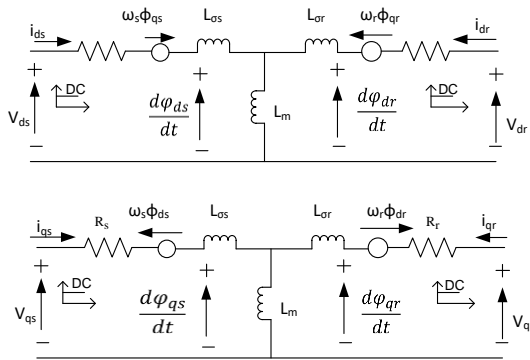 i_ds ω_sϕ_qs L_σs L_σr ω_rϕ_qr i_dr
+ + + +
DC DC
V_ds dφ_ds/dt L_m dφ_dr/dt V_dr
− − − −
i_qs R_s ω_sϕ_ds L_σs L_σr ω_rϕ_dr R_r i_qr
+ + + +
DC DC
V_qs dφ_qs/dt L_m dφ_qr/dt V_q
− − − −